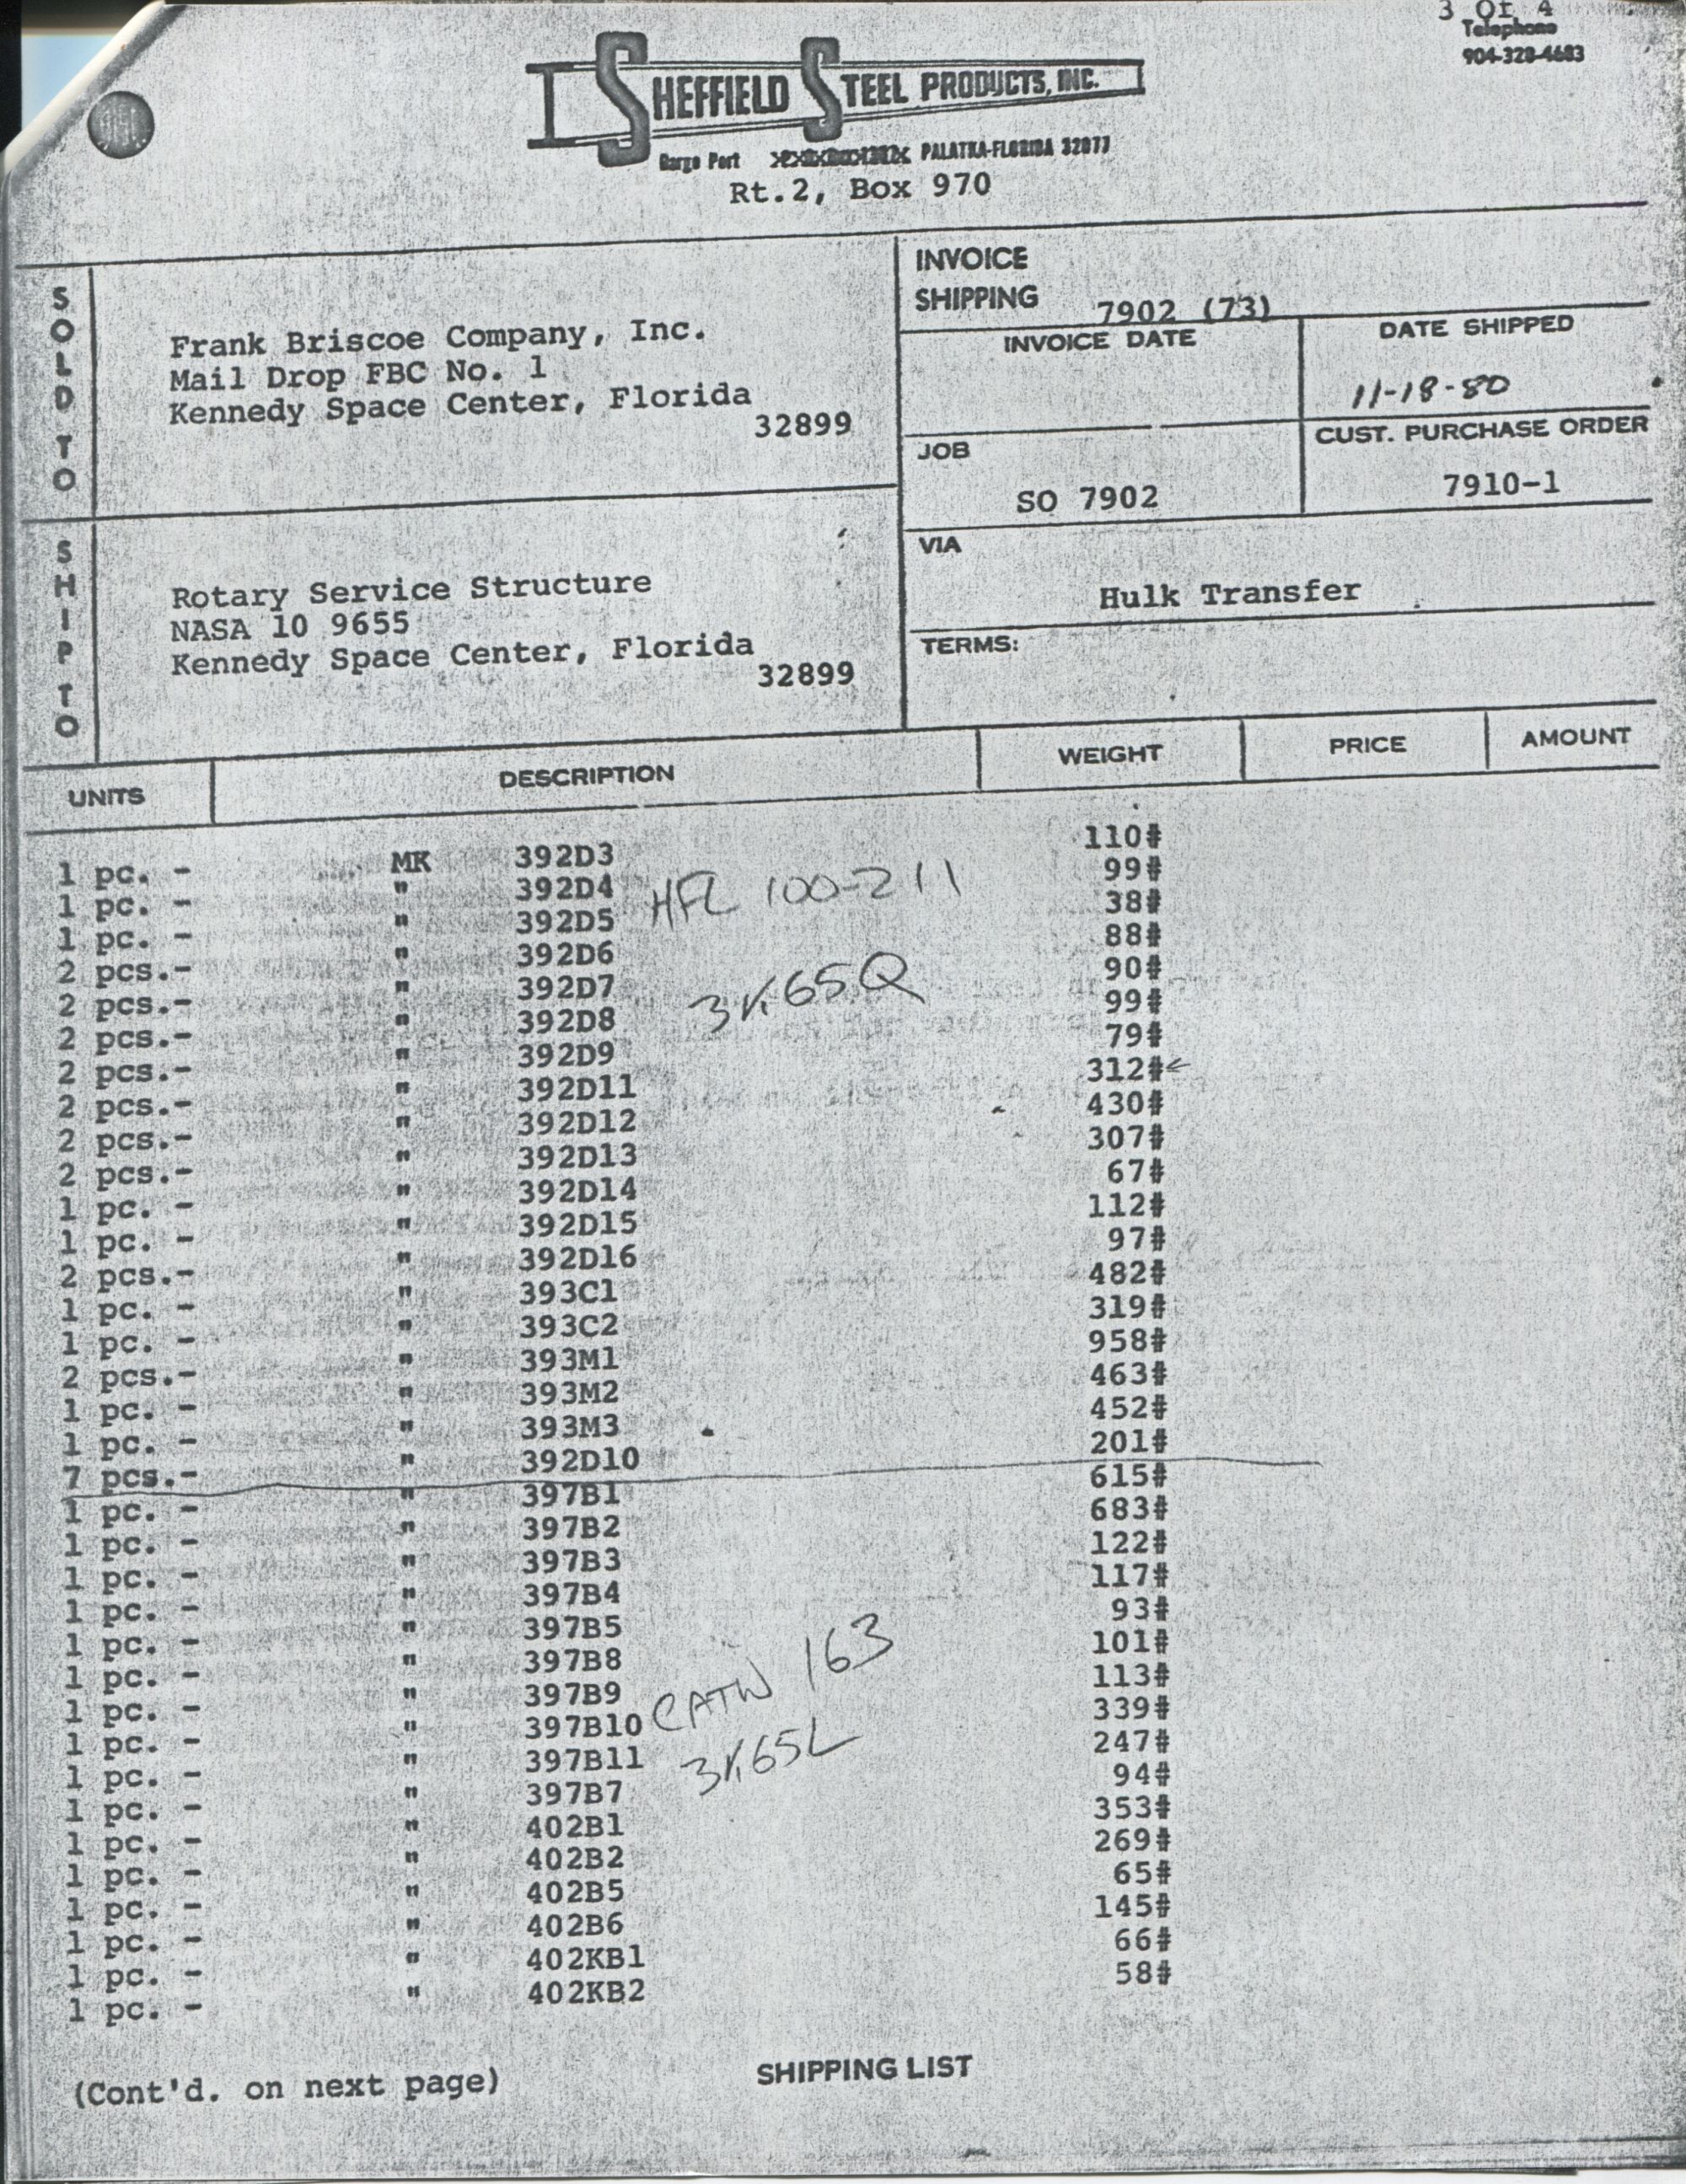 3 Of 4
Telephone
904-328-4683
SHEFFIELD STEEL PRODUCTS, INC.
Barge Port PALATKA-FLORIDA 32077
Rt.2, Box 970
SOLD TO
Frank Briscoe Company, Inc.
Mail Drop FBC No. 1
Kennedy Space Center, Florida
32899
INVOICE
SHIPPING 7902 (73)
INVOICE DATE
DATE SHIPPED
11-18-80
JOB
SO 7902
CUST. PURCHASE ORDER
7910-1
SHIP TO
Rotary Service Structure
NASA 10 9655
Kennedy Space Center, Florida
32899
VIA
Hulk Transfer
TERMS:
UNITS DESCRIPTION WEIGHT PRICE AMOUNT
1 pc. - MK 392D3 110#
1 pc. - " 392D4 99#
HFL 100-211
1 pc. - " 392D5 38#
2 pcs.- " 392D6 88#
2 pcs.- " 392D7 90#
3K65Q
2 pcs.- " 392D8 99#
2 pcs.- " 392D9 79#
2 pcs.- " 392D11 312#←
2 pcs.- " 392D12 430#
2 pcs.- " 392D13 307#
1 pc. - " 392D14 67#
1 pc. - " 392D15 112#
2 pcs.- " 392D16 97#
1 pc. - " 393C1 482#
1 pc. - " 393C2 319#
2 pcs.- " 393M1 958#
1 pc. - " 393M2 463#
1 pc. - " 393M3 452#
7 pcs.- " 392D10 201#
1 pc. - " 397B1 615#
1 pc. - " 397B2 683#
1 pc. - " 397B3 122#
1 pc. - " 397B4 117#
1 pc. - " 397B5 93#
1 pc. - " 397B8 101#
1 pc. - " 397B9 113#
CATW 163
1 pc. - " 397B10 339#
1 pc. - " 397B11 247#
3K65L
1 pc. - " 397B7 94#
1 pc. - " 402B1 353#
1 pc. - " 402B2 269#
1 pc. - " 402B5 65#
1 pc. - " 402B6 145#
1 pc. - " 402KB1 66#
1 pc. - " 402KB2 58#
(Cont'd. on next page)
SHIPPING LIST